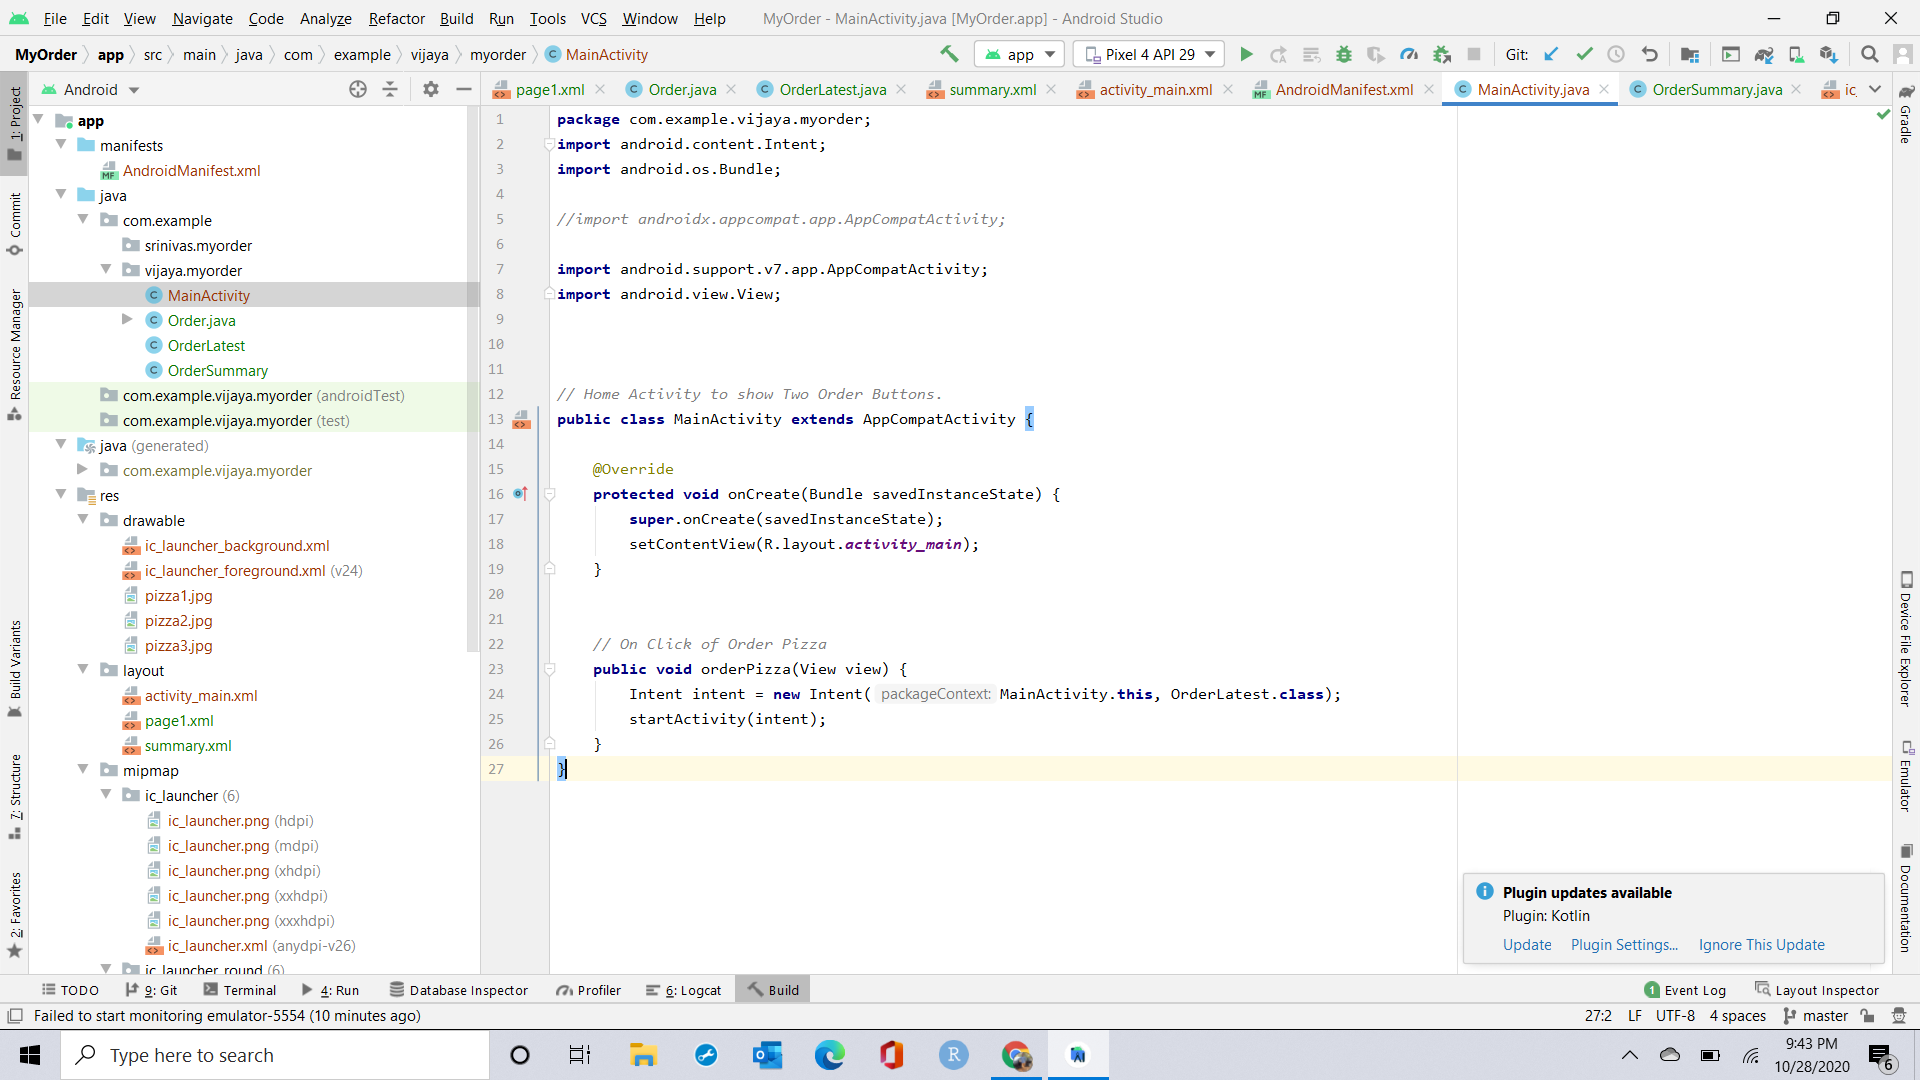 File Edit View Navigate Code Analyze Refactor Build Run Tools VCS Window Help MyOrder - MainActivity.java [MyOrder.app] - Android Studio
MyOrder app src main java com example vijaya myorder C MainActivity app Pixel 4 API 29 Git:
Android
page1.xml C Order.java C OrderLatest.java summary.xml activity_main.xml MF AndroidManifest.xml C MainActivity.java C OrderSummary.java ic
1: Project
Commit
Resource Manager
Build Variants
7: Structure
2: Favorites
app
manifests
MF AndroidManifest.xml
java
com.example
srinivas.myorder
vijaya.myorder
C MainActivity
C Order.java
C OrderLatest
C OrderSummary
com.example.vijaya.myorder (androidTest)
com.example.vijaya.myorder (test)
java (generated)
com.example.vijaya.myorder
res
drawable
ic_launcher_background.xml
ic_launcher_foreground.xml (v24)
pizza1.jpg
pizza2.jpg
pizza3.jpg
layout
activity_main.xml
page1.xml
summary.xml
mipmap
ic_launcher (6)
ic_launcher.png (hdpi)
ic_launcher.png (mdpi)
ic_launcher.png (xhdpi)
ic_launcher.png (xxhdpi)
ic_launcher.png (xxxhdpi)
ic_launcher.xml (anydpi-v26)
ic_launcher_round (6)
1 package com.example.vijaya.myorder;
2 import android.content.Intent;
3 import android.os.Bundle;
4
5 //import androidx.appcompat.app.AppCompatActivity;
6
7 import android.support.v7.app.AppCompatActivity;
8 import android.view.View;
9
10
11
12 // Home Activity to show Two Order Buttons.
13 public class MainActivity extends AppCompatActivity {
14
15 @Override
16 protected void onCreate(Bundle savedInstanceState) {
17 super.onCreate(savedInstanceState);
18 setContentView(R.layout.activity_main);
19 }
20
21
22 // On Click of Order Pizza
23 public void orderPizza(View view) {
24 Intent intent = new Intent( packageContext: MainActivity.this, OrderLatest.class);
25 startActivity(intent);
26 }
27 }
Gradle
Device File Explorer
Emulator
Documentation
Plugin updates available
Plugin: Kotlin
Update Plugin Settings... Ignore This Update
TODO 9: Git Terminal 4: Run Database Inspector Profiler 6: Logcat Build 1 Event Log Layout Inspector
Failed to start monitoring emulator-5554 (10 minutes ago) 27:2 LF UTF-8 4 spaces master
Type here to search
R
9:43 PM
10/28/2020
6